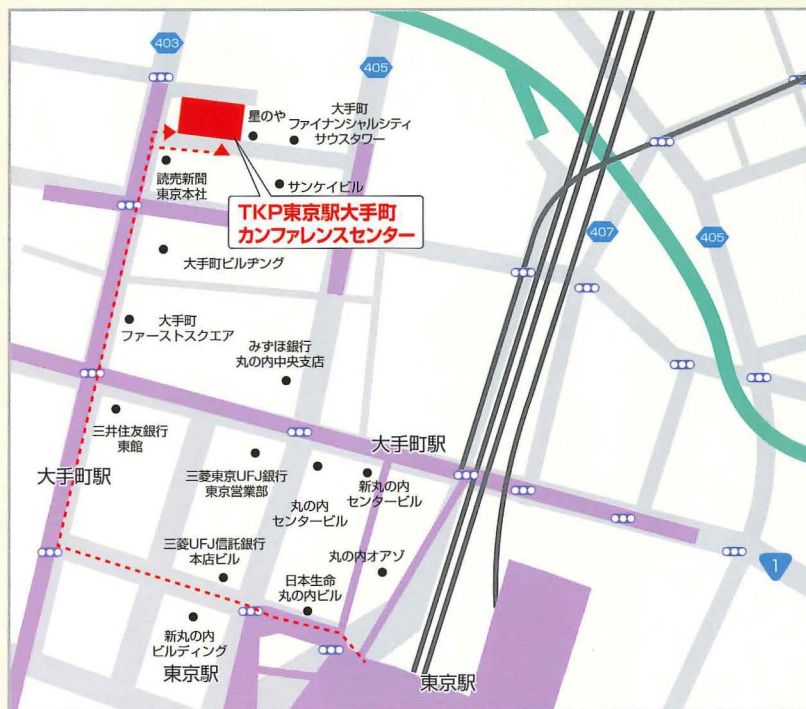 403
405
星のや
大手町
ファイナンシャルシティ
サウスタワー
読売新聞
東京本社
サンケイビル
TKP東京駅大手町
カンファレンスセンター
407
405
大手町ビルヂング
大手町
ファーストスクエア
みずほ銀行
丸の内中央支店
三井住友銀行
東館
大手町駅
大手町駅
三菱東京UFJ銀行
東京営業部
丸の内
センタービル
新丸の内
センタービル
三菱UFJ信託銀行
本店ビル
丸の内オアゾ
日本生命
丸の内ビル
1
新丸の内
ビルディング
東京駅
東京駅